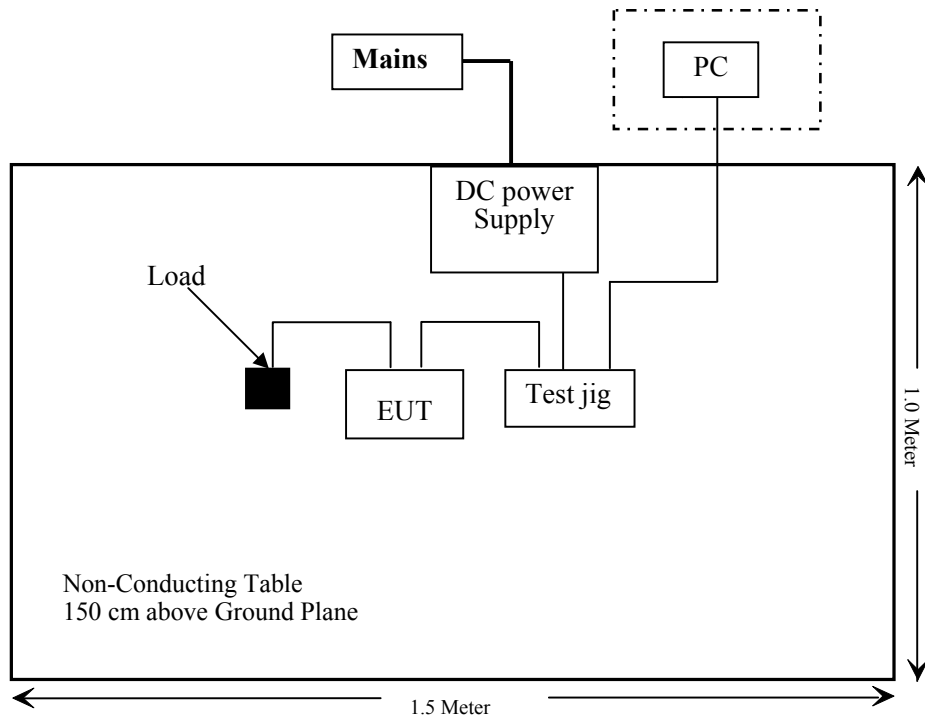 Mains
PC
DC power
Supply
Load
EUT
Test jig
1.0 Meter
Non-Conducting Table
150 cm above Ground Plane
1.5 Meter